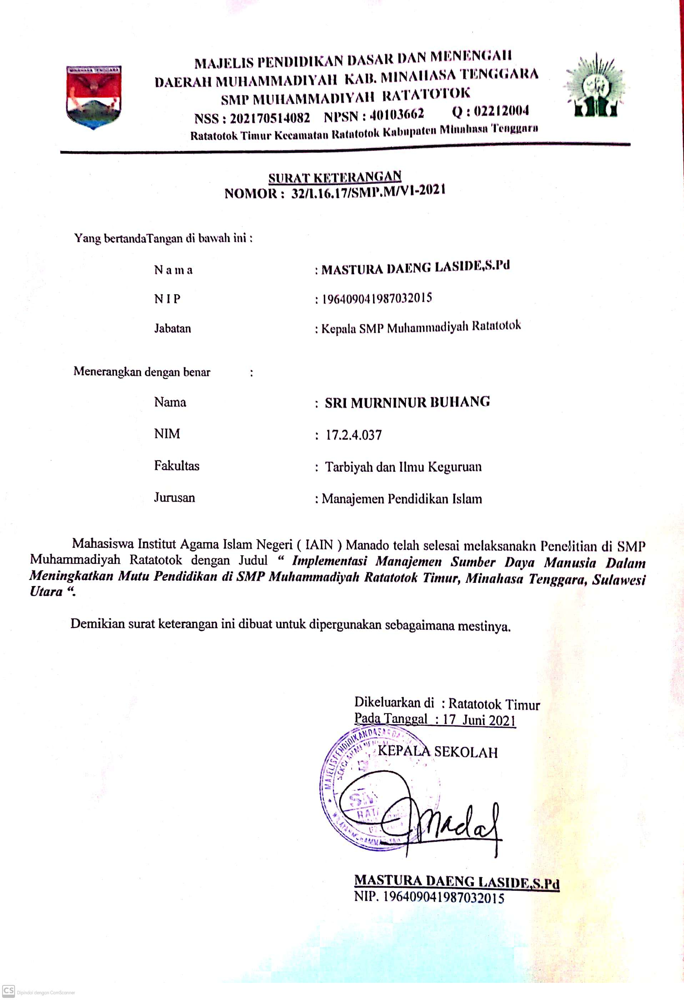 MINAHASA TENGGARA
MAJELIS PENDIDIKAN DASAR DAN MENENGAH
DAERAH MUHAMMADIYAH KAB. MINAHASA TENGGARA
SMP MUHAMMADIYAH RATATOTOK
NSS : 202170514082 NPSN : 40103662 Q : 02212004
Ratatotok Timur Kecamatan Ratatotok Kabupaten Minahasa Tenggara
SURAT KETERANGAN
NOMOR : 32/I.16.17/SMP.M/VI-2021
Yang bertandaTangan di bawah ini :
N a m a : MASTURA DAENG LASIDE,S.Pd
N I P : 196409041987032015
Jabatan : Kepala SMP Muhammadiyah Ratatotok
Menerangkan dengan benar :
Nama : SRI MURNINUR BUHANG
NIM : 17.2.4.037
Fakultas : Tarbiyah dan Ilmu Keguruan
Jurusan : Manajemen Pendidikan Islam
Mahasiswa Institut Agama Islam Negeri ( IAIN ) Manado telah selesai melaksanakn Penelitian di SMP
Muhammadiyah Ratatotok dengan Judul “ Implementasi Manajemen Sumber Daya Manusia Dalam
Meningkatkan Mutu Pendidikan di SMP Muhammadiyah Ratatotok Timur, Minahasa Tenggara, Sulawesi
Utara “.
Demikian surat keterangan ini dibuat untuk dipergunakan sebagaimana mestinya.
Dikeluarkan di : Ratatotok Timur
Pada Tanggal : 17 Juni 2021
MAJELIS PENDIDIKAN DASAR
KEPALA SEKOLAH
MASTURA DAENG LASIDE,S.Pd
NIP. 196409041987032015
CS Dipindai dengan CamScanner